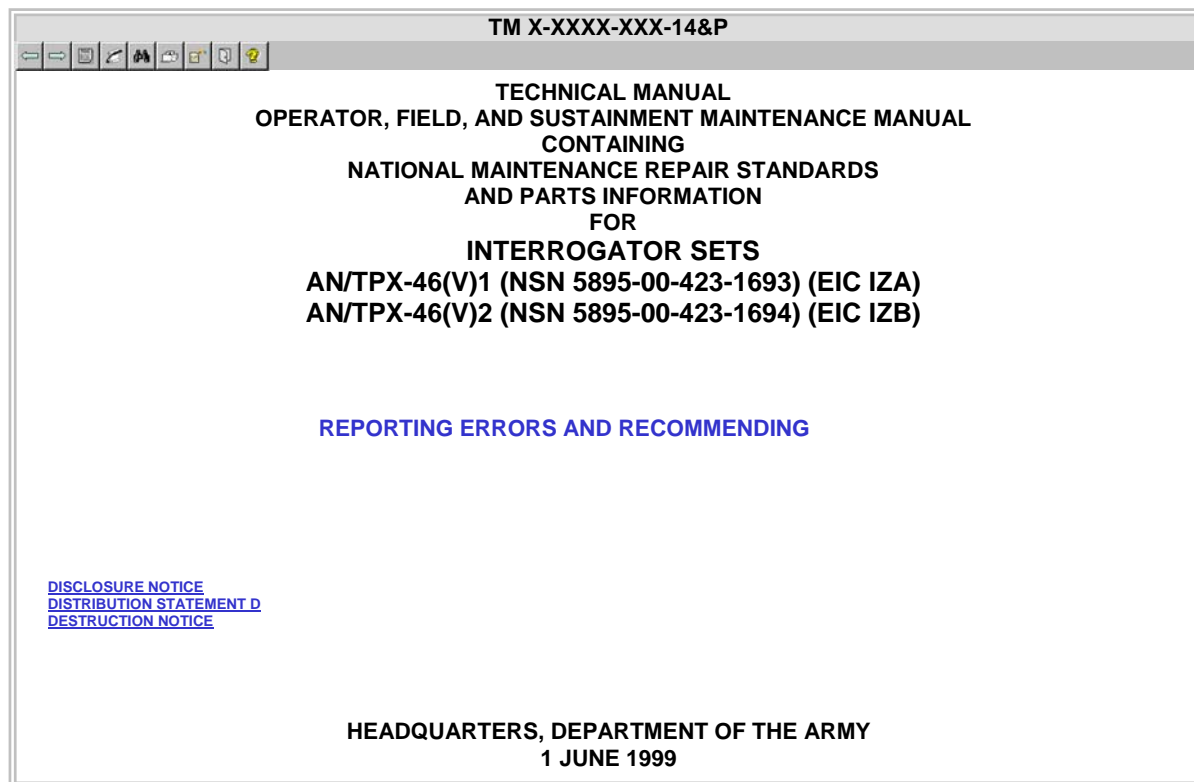 TM X-XXXX-XXX-14&P
TECHNICAL MANUAL
OPERATOR, FIELD, AND SUSTAINMENT MAINTENANCE MANUAL
CONTAINING
NATIONAL MAINTENANCE REPAIR STANDARDS
AND PARTS INFORMATION
FOR
INTERROGATOR SETS
AN/TPX-46(V)1 (NSN 5895-00-423-1693) (EIC IZA)
AN/TPX-46(V)2 (NSN 5895-00-423-1694) (EIC IZB)
REPORTING ERRORS AND RECOMMENDING
DISCLOSURE NOTICE
DISTRIBUTION STATEMENT D
DESTRUCTION NOTICE
HEADQUARTERS, DEPARTMENT OF THE ARMY
1 JUNE 1999